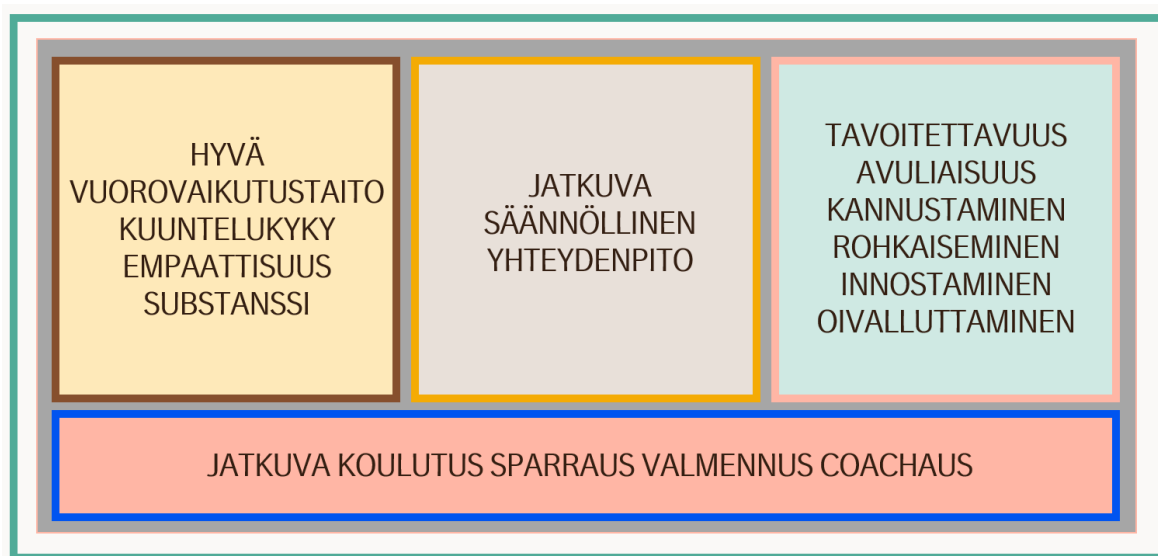 HYVÄ
VUOROVAIKUTUSTAITO
KUUNTELUKYKY
EMPAATTISUUS
SUBSTANSSI
JATKUVA
SÄÄNNÖLLINEN
YHTEYDENPITO
TAVOITETTAVUUS
AVULIAISUUS
KANNUSTAMINEN
ROHKAISEMINEN
INNOSTAMINEN
OIVALLUTTAMINEN
JATKUVA KOULUTUS SPARRAUS VALMENNUS COACHAUS